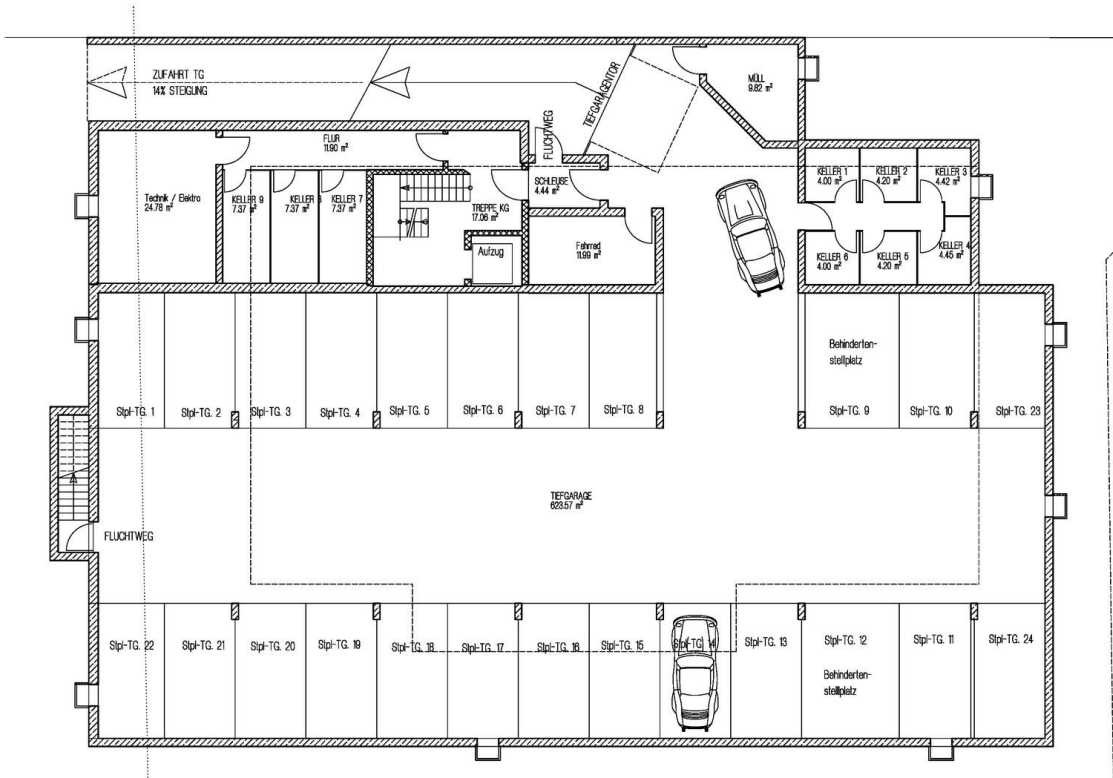 ZUFAHRT TG
14% STEIGUNG
TIEFGARAGENTOR
MÜLL
9.82 m²
FLUR
11.90 m²
FLUCHTWEG
Technik / Elektro
24.78 m²
KELLER 9
7.37 m²
KELLER 8
7.37 m²
KELLER 7
7.37 m²
TREPPE KG
17.06 m²
SCHLEUSE
4.44 m²
Aufzug
Fahrrad
11.99 m²
KELLER 1
4.00 m²
KELLER 2
4.20 m²
KELLER 3
4.42 m²
KELLER 6
4.00 m²
KELLER 5
4.20 m²
KELLER 4
4.45 m²
Behinderten-
stellplatz
Stpl-TG. 1
Stpl-TG. 2
Stpl-TG. 3
Stpl-TG. 4
Stpl-TG. 5
Stpl-TG. 6
Stpl-TG. 7
Stpl-TG. 8
Stpl-TG. 9
Stpl-TG. 10
Stpl-TG. 23
TIEFGARAGE
623.57 m²
FLUCHTWEG
Stpl-TG. 22
Stpl-TG. 21
Stpl-TG. 20
Stpl-TG. 19
Stpl-TG. 18
Stpl-TG. 17
Stpl-TG. 16
Stpl-TG. 15
Stpl-TG. 14
Stpl-TG. 13
Stpl-TG. 12
Stpl-TG. 11
Stpl-TG. 24
Behinderten-
stellplatz